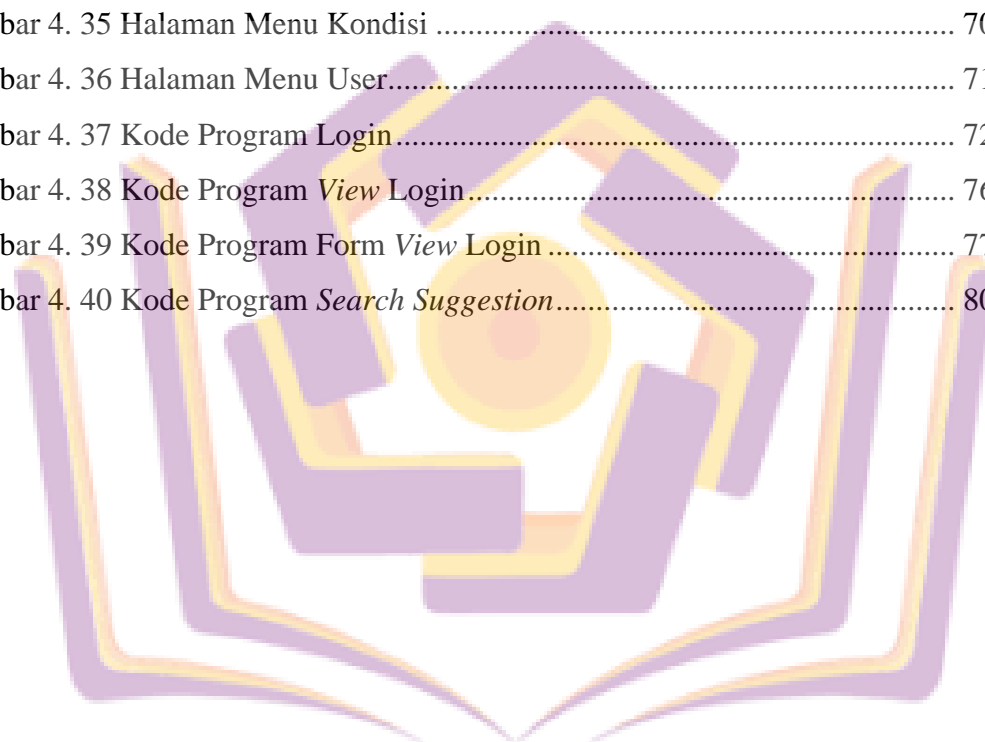 bar 4. 35 Halaman Menu Kondisi ............................................................ 70
bar 4. 36 Halaman Menu User................................................................. 71
bar 4. 37 Kode Program Login................................................................ 72
bar 4. 38 Kode Program View Login........................................................ 76
bar 4. 39 Kode Program Form View Login ............................................... 77
bar 4. 40 Kode Program Search Suggestion.............................................. 80